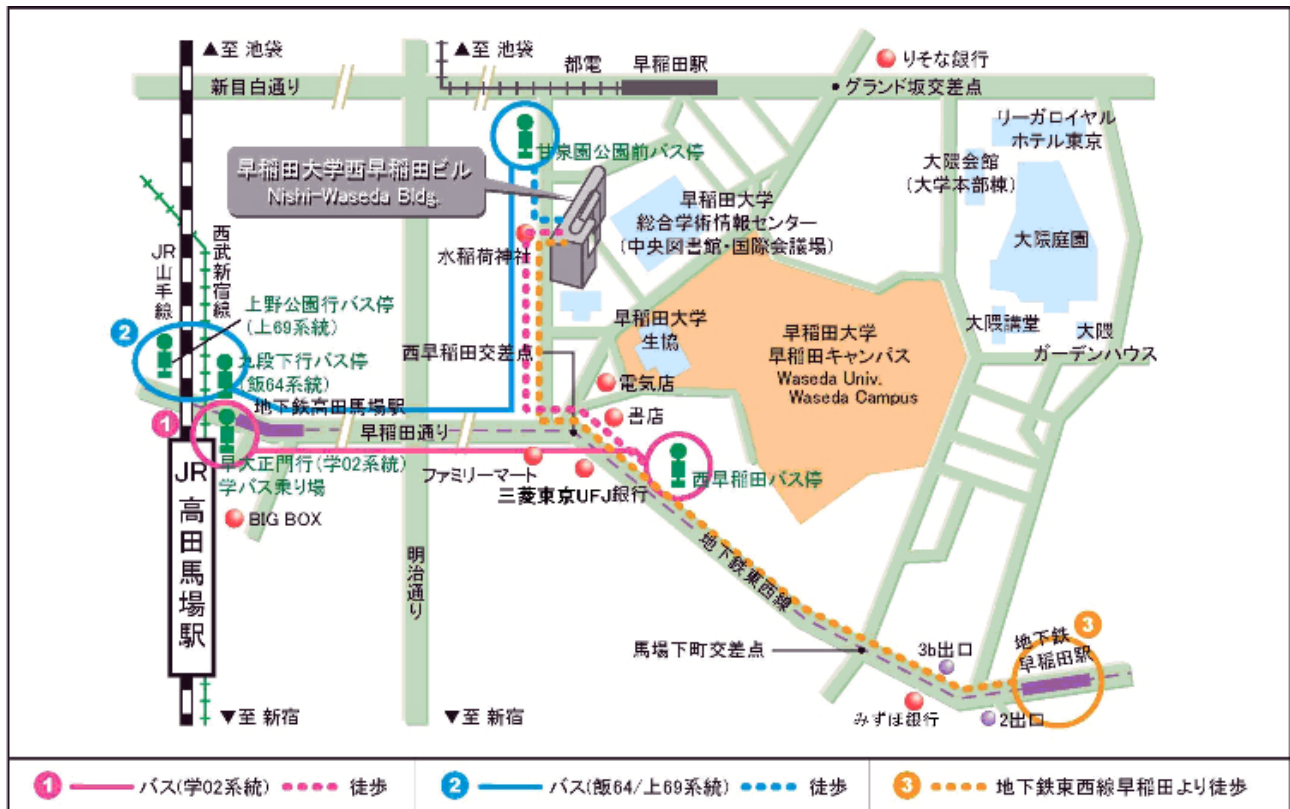 ▲至 池袋
▲至 池袋
都電
早稲田駅
りそな銀行
新目白通り
グランド坂交差点
リーガロイヤル
ホテル東京
甘泉園公園前バス停
大隈会館
(大学本部棟)
早稲田大学西早稲田ビル
Nishi-Waseda Bldg.
早稲田大学
総合学術情報センター
(中央図書館・国際会議場)
大隈庭園
水稲荷神社
JR山手線
西武新宿線
上野公園行バス停
(上69系統)
2
早稲田大学
生協
早稲田大学
早稲田キャンパス
Waseda Univ.
Waseda Campus
大隈講堂
大隈
ガーデンハウス
西早稲田交差点
九段下行バス停
(飯64系統)
電気店
地下鉄高田馬場駅
書店
1
早稲田通り
早大正門行(学02系統)
学バス乗り場
ファミリーマート
三菱東京UFJ銀行
西早稲田バス停
BIG BOX
JR高田馬場駅
明治通り
地下鉄東西線
馬場下町交差点
3b出口
地下鉄
早稲田駅
3
みずほ銀行
2出口
▼至 新宿
▼至 新宿
1 バス(学02系統) 徒歩
2 バス(飯64/上69系統) 徒歩
3 地下鉄東西線早稲田より徒歩